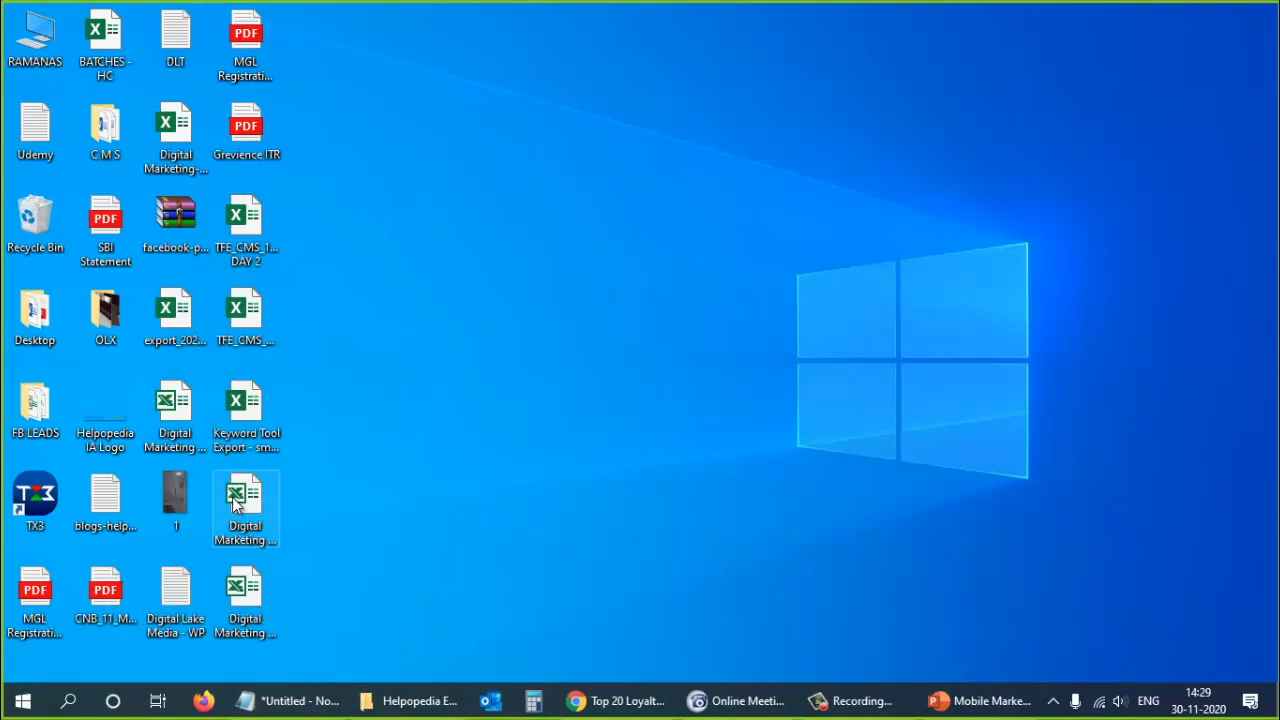 RAMANAS
BATCHES -
HC
DLT
PDF
MGL
Registrati...
Udemy
C M S
Digital
Marketing-...
PDF
Grevience ITR
Recycle Bin
PDF
SBI
Statement
facebook-p...
TFE_CMS_1...
DAY 2
Desktop
OLX
export_202...
TFE_CMS_...
FB LEADS
Helpopedia
IA Logo
Digital
Marketing ...
Keyword Tool
Export - sm...
TX3
TX3
blogs-help...
1
Digital
Marketing ...
PDF
MGL
Registrati...
PDF
CNB_11_M...
Digital Lake
Media - WP
Digital
Marketing ...
*Untitled - No...
Helpopedia E...
Top 20 Loyalt...
Online Meeti...
Recording...
Mobile Marke...
ENG
14:29
30-11-2020